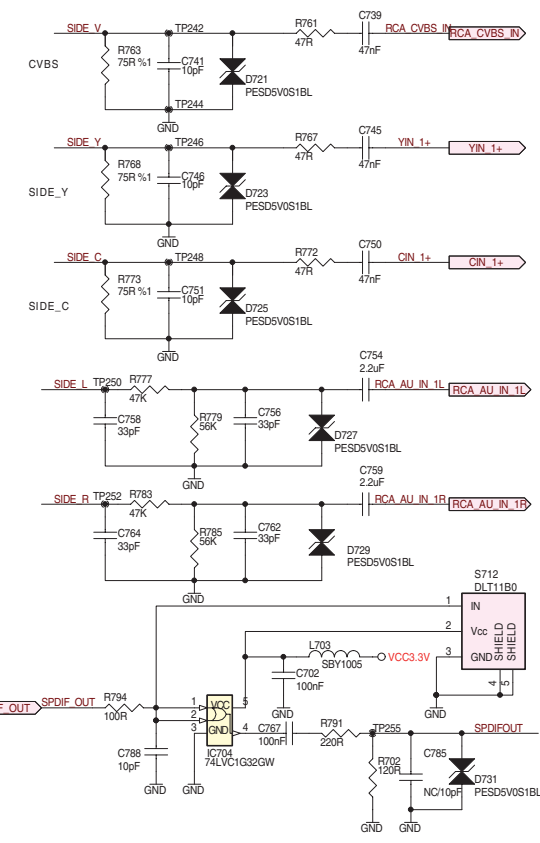 SIDE_V
TP242
R761
47R
C739
47nF
RCA_CVBS_IN
RCA_CVBS_IN
CVBS
R763
75R %1
C741
10pF
D721
PESD5V0S1BL
TP244
GND
SIDE_Y
TP246
R767
47R
C745
47nF
YIN_1+
YIN_1+
SIDE_Y
R768
75R %1
C746
10pF
D723
PESD5V0S1BL
GND
SIDE_C
TP248
R772
47R
C750
47nF
CIN_1+
CIN_1+
SIDE_C
R773
75R %1
C751
10pF
D725
PESD5V0S1BL
GND
SIDE_L
TP250
R777
47K
C754
2.2uF
RCA_AU_IN_1L
RCA_AU_IN_1L
C758
33pF
R779
56K
C756
33pF
D727
PESD5V0S1BL
GND
SIDE_R
TP252
R783
47K
C759
2.2uF
RCA_AU_IN_1R
RCA_AU_IN_1R
C764
33pF
R785
56K
C762
33pF
D729
PESD5V0S1BL
GND
S712
DLT11B0
1
IN
2
Vcc
3
GND
SHIELD
SHIELD
4
5
GND
L703
SBY1005
VCC3.3V
C702
100nF
GND
F_OUT
SPDIF_OUT
R794
100R
1
2
3
VCC
GND
5
4
IC704
74LVC1G32GW
C788
10pF
GND
GND
C767
100nF
R791
220R
TP255
SPDIFOUT
R702
120R
C785
NC/10pF
D731
PESD5V0S1BL
GND
GND